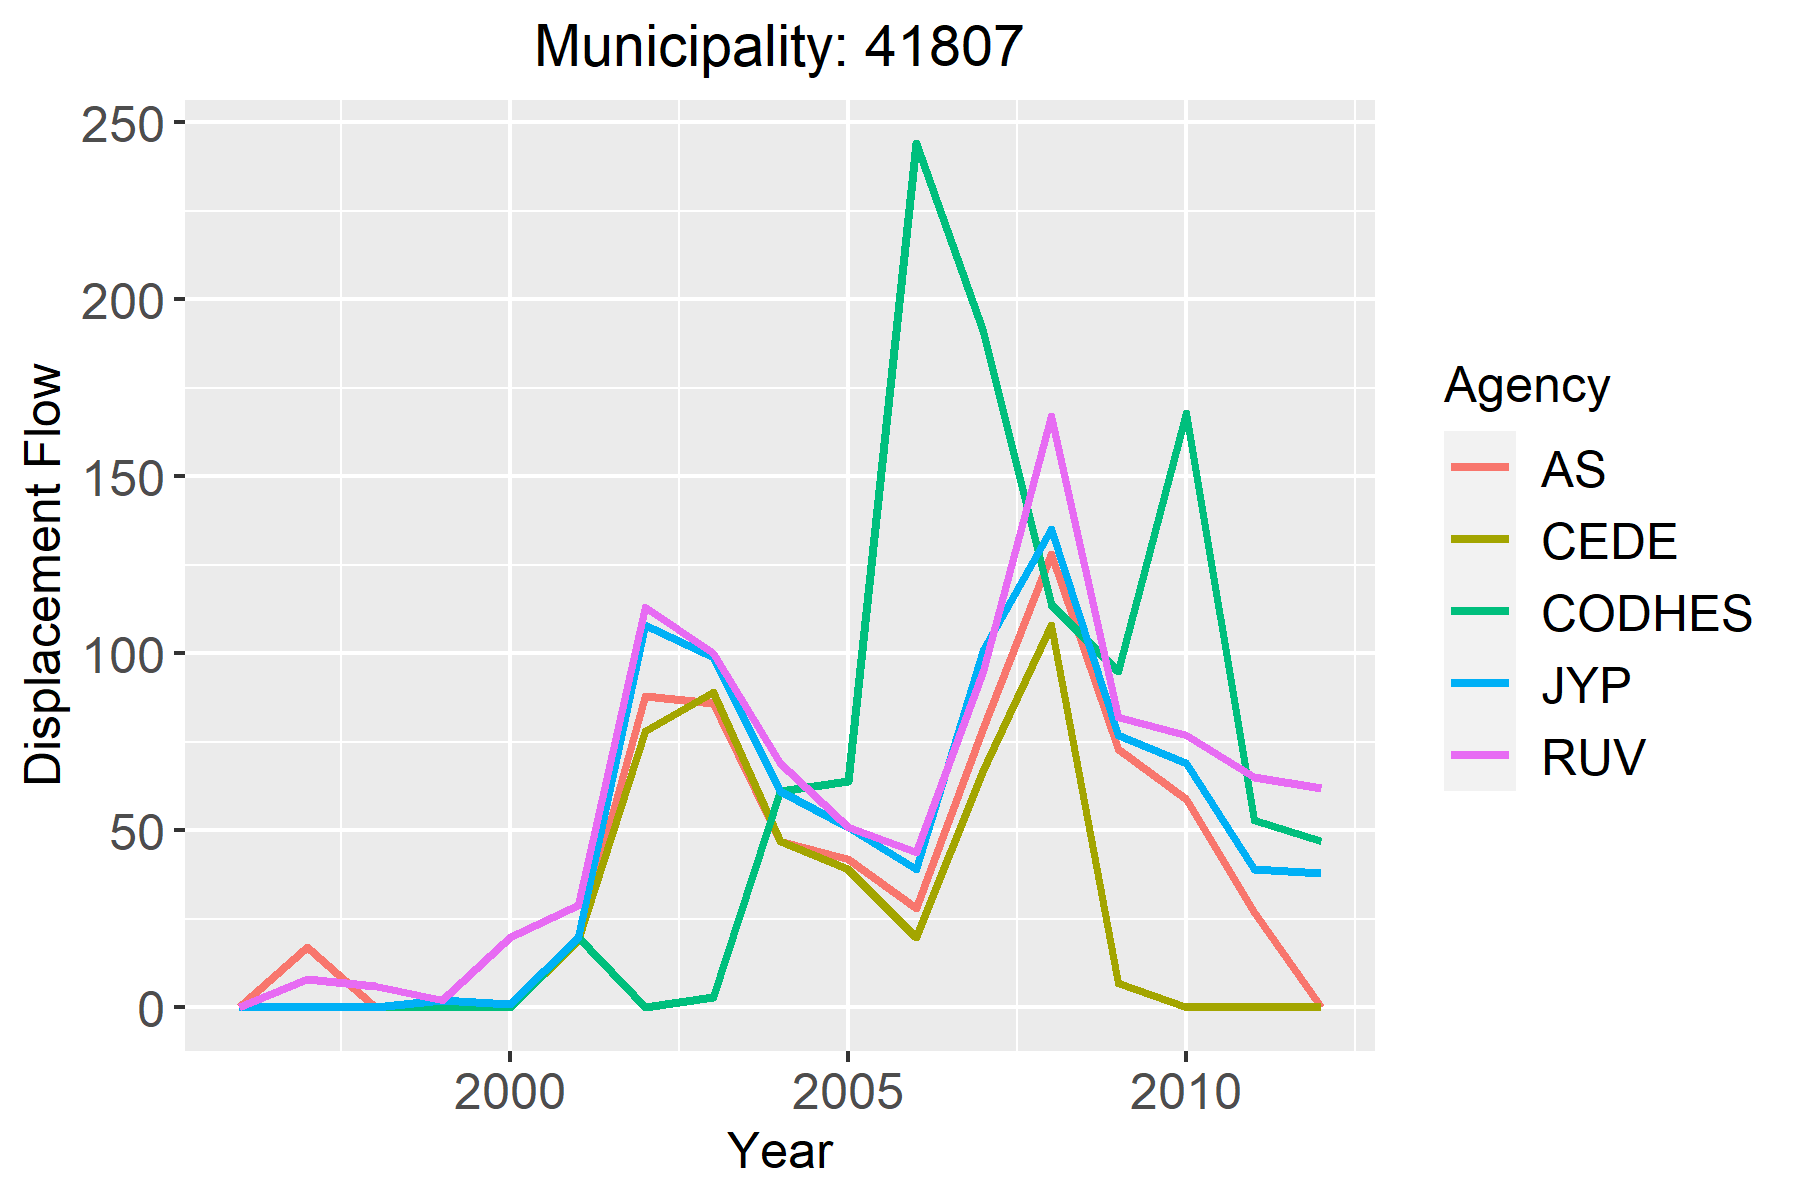 Municipality: 41807
250
200
150
100
50
0
Displacement Flow
2000
2005
2010
Year
Agency
AS
CEDE
CODHES
JYP
RUV